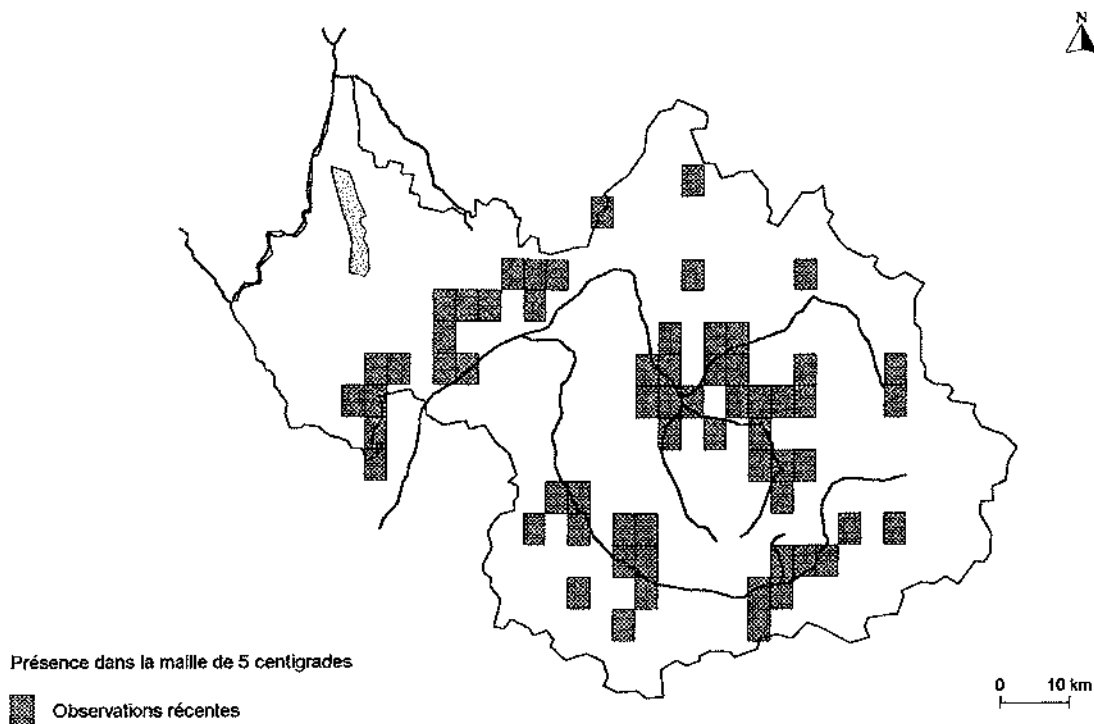 N
Présence dans la maille de 5 centigrades
Observations récentes
0 10 km